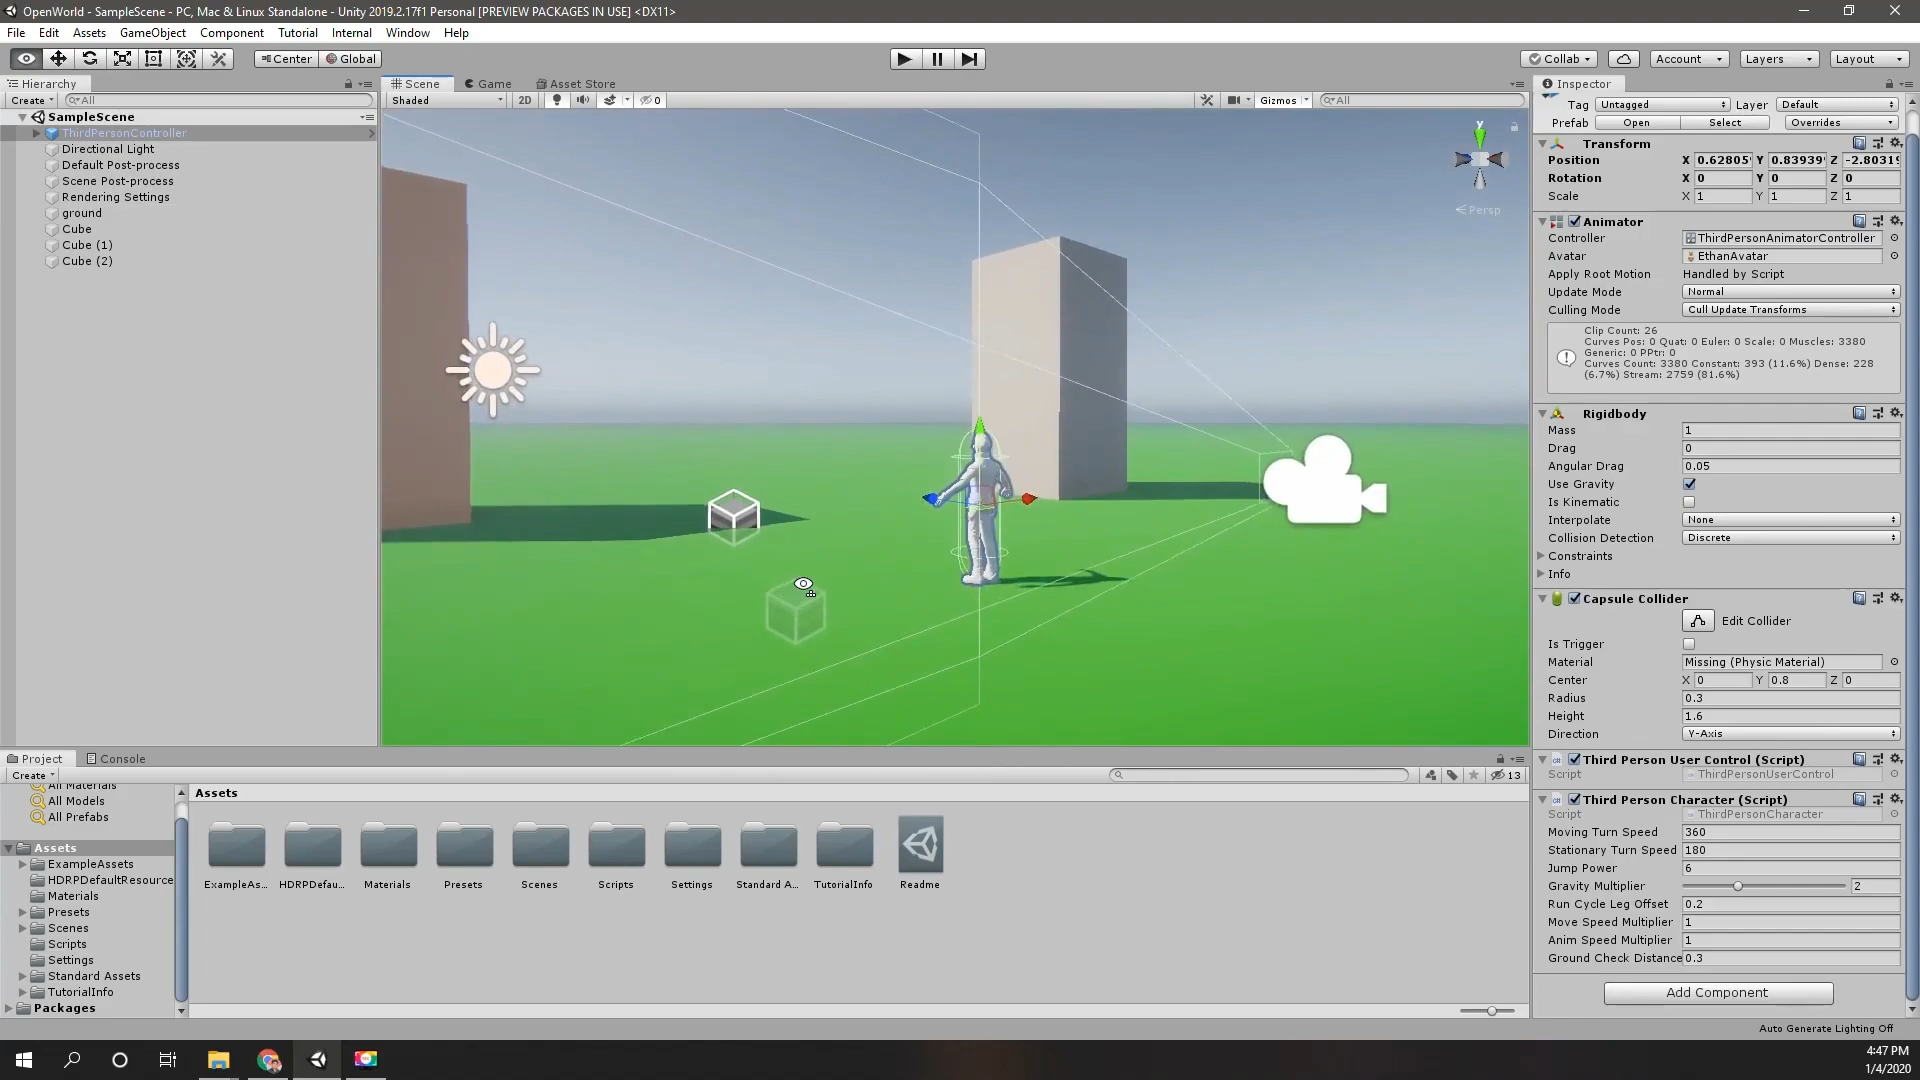 OpenWorld - SampleScene - PC, Mac & Linux Standalone - Unity 2019.2.17f1 Personal [PREVIEW PACKAGES IN USE] <DX11>
File Edit Assets GameObject Component Tutorial Internal Window Help
Center Global Collab Account Layers Layout
Hierarchy
Create All
SampleScene
ThirdPersonController
Directional Light
Default Post-process
Scene Post-process
Rendering Settings
ground
Cube
Cube (1)
Cube (2)
Scene Game Asset Store
Shaded 2D 0 Gizmos All
y
Persp
Inspector
Tag Untagged Layer Default
Prefab Open Select Overrides
Transform
Position X 0.62805 Y 0.83939 Z -2.8031
Rotation X 0 Y 0 Z 0
Scale X 1 Y 1 Z 1
Animator
Controller ThirdPersonAnimatorController
Avatar EthanAvatar
Apply Root Motion Handled by Script
Update Mode Normal
Culling Mode Cull Update Transforms
Clip Count: 26
Curves Pos: 0 Quat: 0 Euler: 0 Scale: 0 Muscles: 3380
Generic: 0 PPtr: 0
Curves Count: 3380 Constant: 393 (11.6%) Dense: 228
(6.7%) Stream: 2759 (81.6%)
Rigidbody
Mass 1
Drag 0
Angular Drag 0.05
Use Gravity
Is Kinematic
Interpolate None
Collision Detection Discrete
Constraints
Info
Capsule Collider
Edit Collider
Is Trigger
Material Missing (Physic Material)
Center X 0 Y 0.8 Z 0
Radius 0.3
Height 1.6
Direction Y-Axis
Third Person User Control (Script)
Script ThirdPersonUserControl
Third Person Character (Script)
Script ThirdPersonCharacter
Moving Turn Speed 360
Stationary Turn Speed 180
Jump Power 6
Gravity Multiplier 2
Run Cycle Leg Offset 0.2
Move Speed Multiplier 1
Anim Speed Multiplier 1
Ground Check Distance 0.3
Add Component
Project Console
Create 13
All Materials
All Models
All Prefabs
Assets
ExampleAssets
HDRPDefaultResource
Materials
Presets
Scenes
Scripts
Settings
Standard Assets
TutorialInfo
Packages
Assets
ExampleAs... HDRPDefau... Materials Presets Scenes Scripts Settings Standard A... TutorialInfo Readme
Auto Generate Lighting Off
4:47 PM
1/4/2020